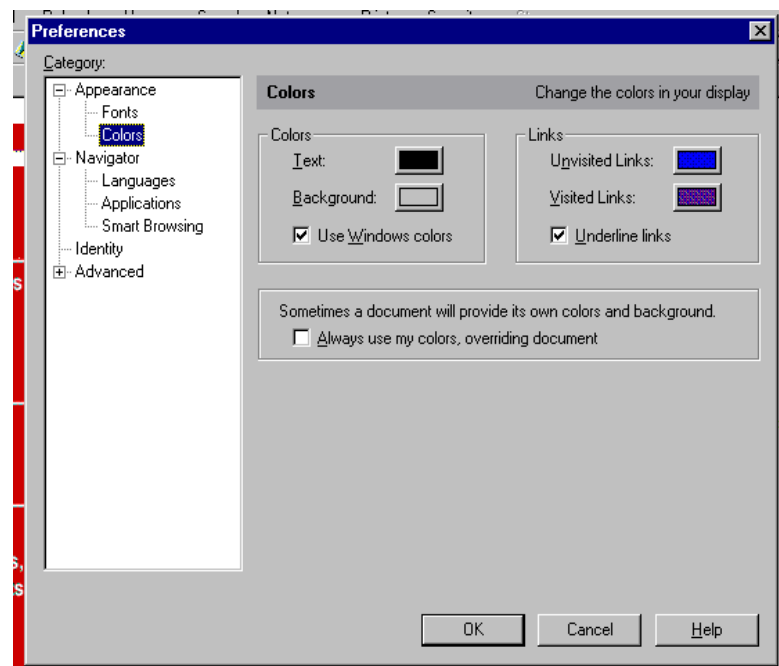 Preferences
Category:
Appearance
Fonts
Colors
Navigator
Languages
Applications
Smart Browsing
Identity
Advanced
Colors Change the colors in your display
Colors
Text:
Background:
Use Windows colors
Links
Unvisited Links:
Visited Links:
Underline links
Sometimes a document will provide its own colors and background.
Always use my colors, overriding document
OK Cancel Help